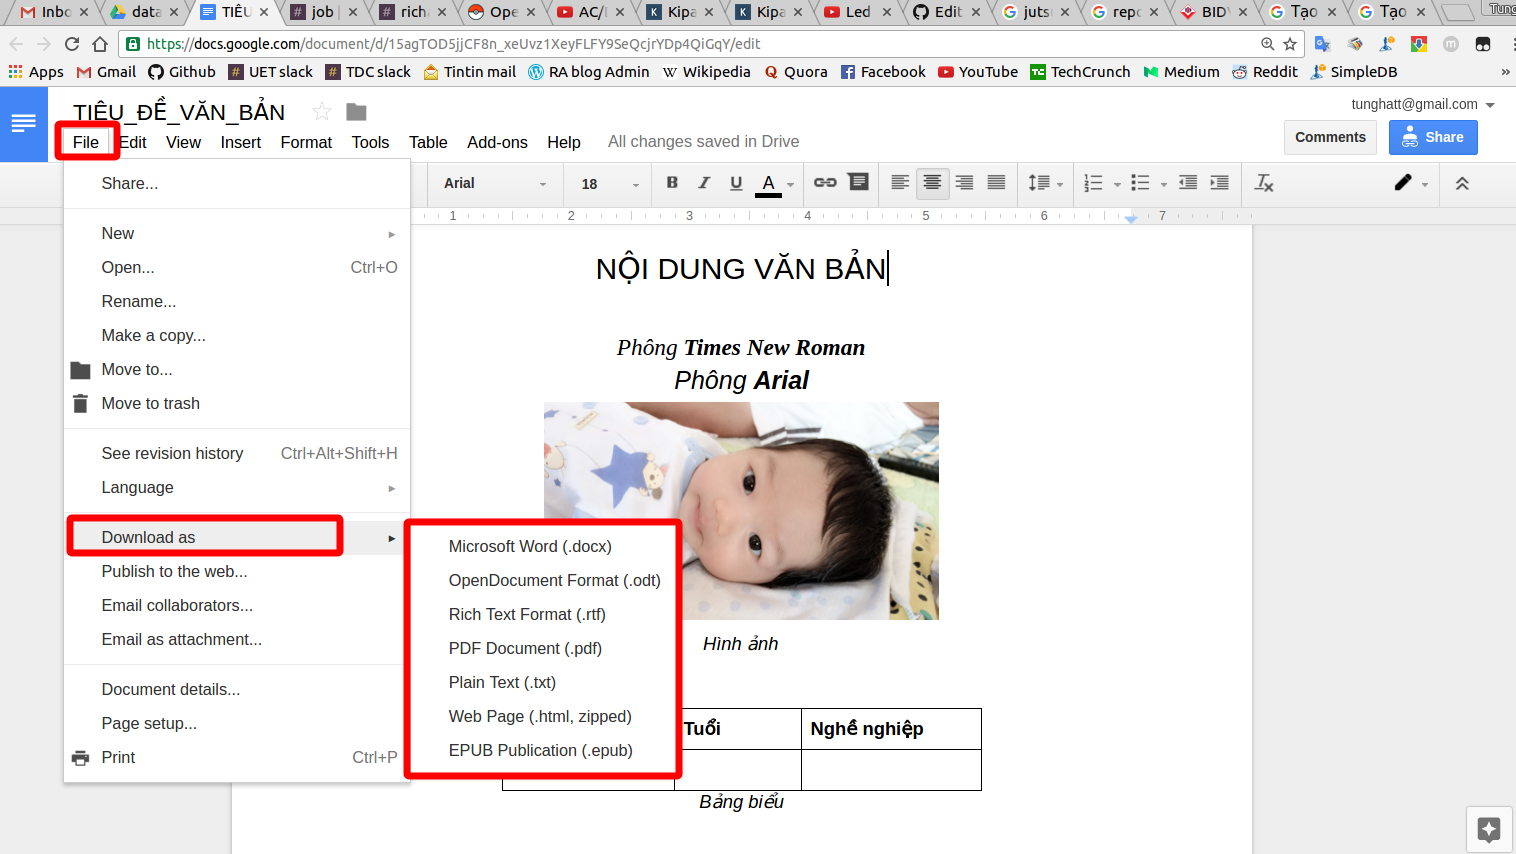 Inbo
data
TIÊU
job |
rich
Ope
AC/
Kipa
Kipa
Led
Edit
juts
repo
BID
Tạo
Tạo
Tung
https://docs.google.com/document/d/15agTOD5jjCF8n_xeUvz1XeyFLFY9SeQcjrYDp4QiGqY/edit
Apps Gmail Github UET slack TDC slack Tintin mail RA blog Admin Wikipedia Quora Facebook YouTube TechCrunch Medium Reddit SimpleDB »
TIÊU_ĐỀ_VĂN_BẢN
tunghatt@gmail.com
File Edit View Insert Format Tools Table Add-ons Help All changes saved in Drive
Comments Share
Arial 18 B I U A
1 2 3 4 5 6 7
Share...
New
Open... Ctrl+O
Rename...
Make a copy...
Move to...
Move to trash
See revision history Ctrl+Alt+Shift+H
Language
Download as
Publish to the web...
Email collaborators...
Email as attachment...
Document details...
Page setup...
Print Ctrl+P
Microsoft Word (.docx)
OpenDocument Format (.odt)
Rich Text Format (.rtf)
PDF Document (.pdf)
Plain Text (.txt)
Web Page (.html, zipped)
EPUB Publication (.epub)
NỘI DUNG VĂN BẢN
Phông Times New Roman
Phông Arial
Hình ảnh
Tuổi Nghề nghiệp
Bảng biểu